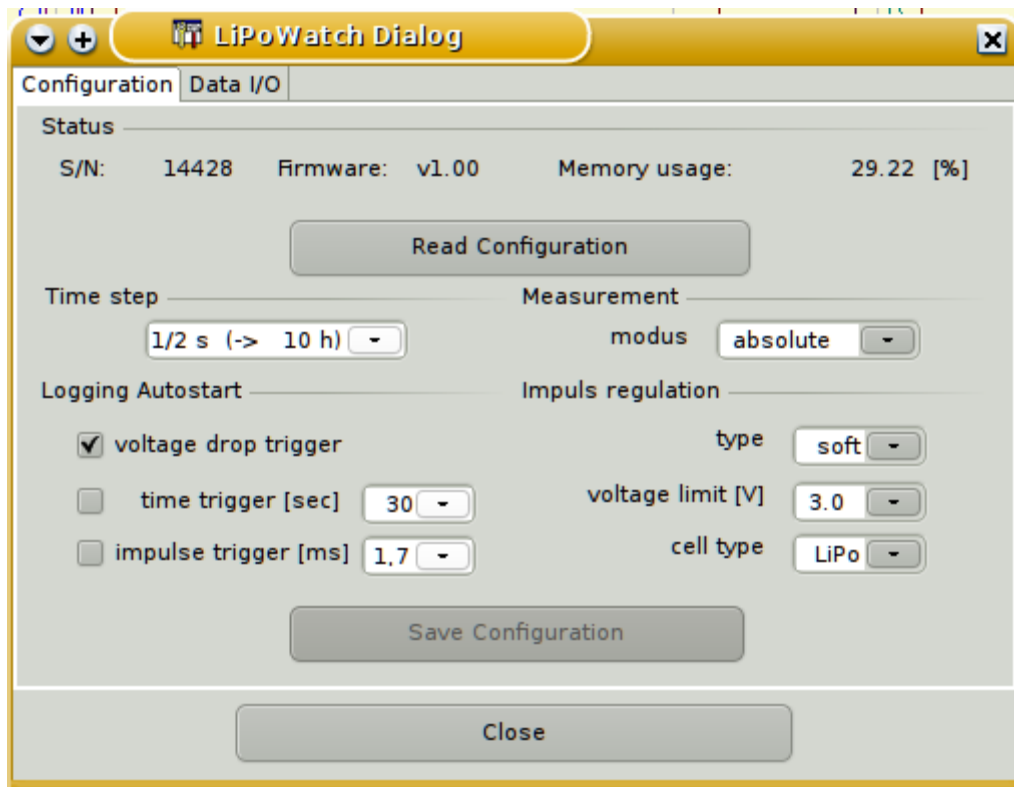 LiPoWatch Dialog
Configuration Data I/O
Status
S/N: 14428 Firmware: v1.00 Memory usage: 29.22 [%]
Read Configuration
Time step Measurement
1/2 s (-> 10 h) modus absolute
Logging Autostart Impuls regulation
voltage drop trigger type soft
time trigger [sec] 30 voltage limit [V] 3.0
impulse trigger [ms] 1,7 cell type LiPo
Save Configuration
Close